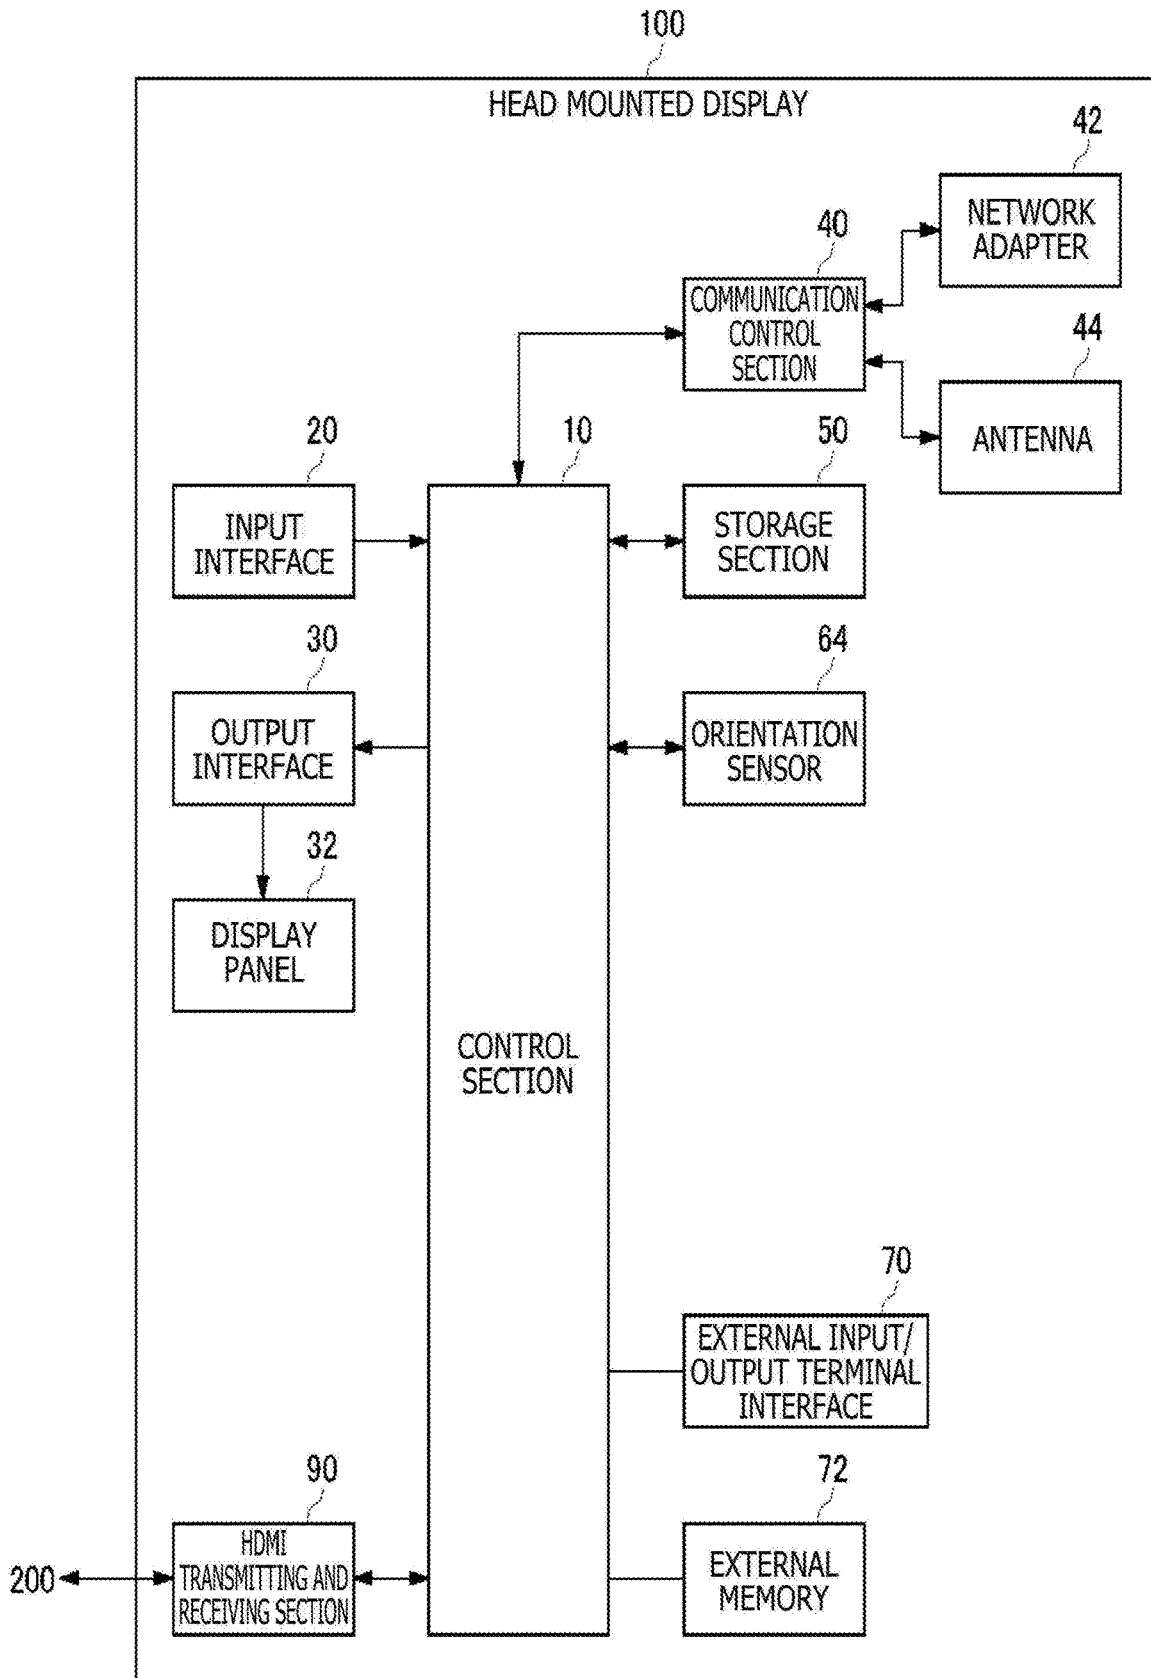 100
HEAD MOUNTED DISPLAY
42
NETWORK
ADAPTER
40
COMMUNICATION
CONTROL
SECTION
44
ANTENNA
20
INPUT
INTERFACE
10
CONTROL
SECTION
50
STORAGE
SECTION
30
OUTPUT
INTERFACE
64
ORIENTATION
SENSOR
32
DISPLAY
PANEL
70
EXTERNAL INPUT/
OUTPUT TERMINAL
INTERFACE
90
HDMI
TRANSMITTING AND
RECEIVING SECTION
200
72
EXTERNAL
MEMORY